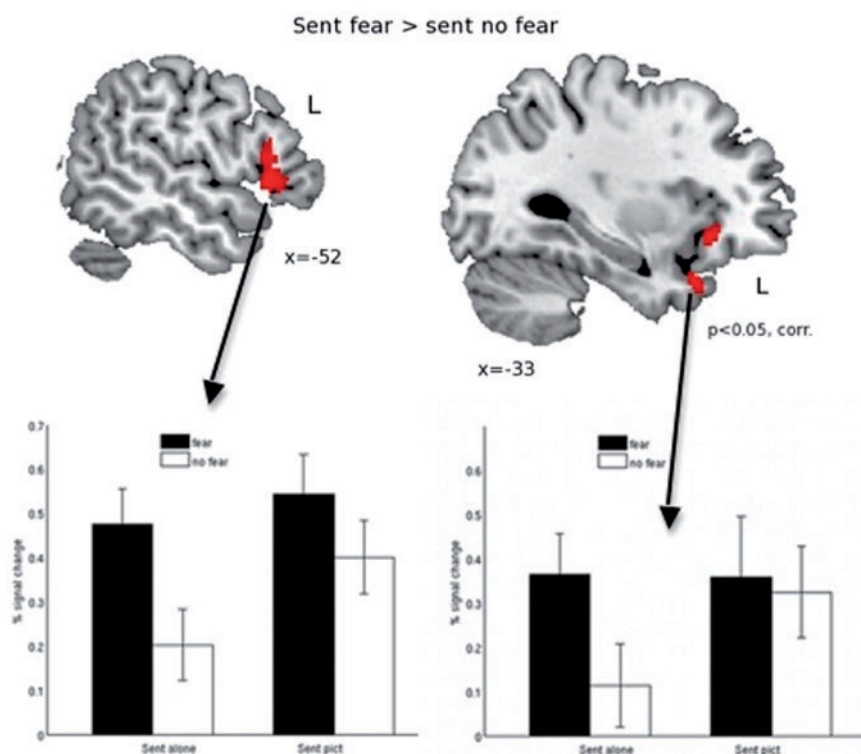 Sent fear > sent no fear
L
x=-52
L
p<0.05, corr.
x=-33
0.7
0.6
0.5
0.4
0.3
0.2
0.1
0
% signal change
fear
no fear
Sent alone
Sent pict
0.6
0.5
0.4
0.3
0.2
0.1
0
% signal change
fear
no fear
Sent alone
Sent pict